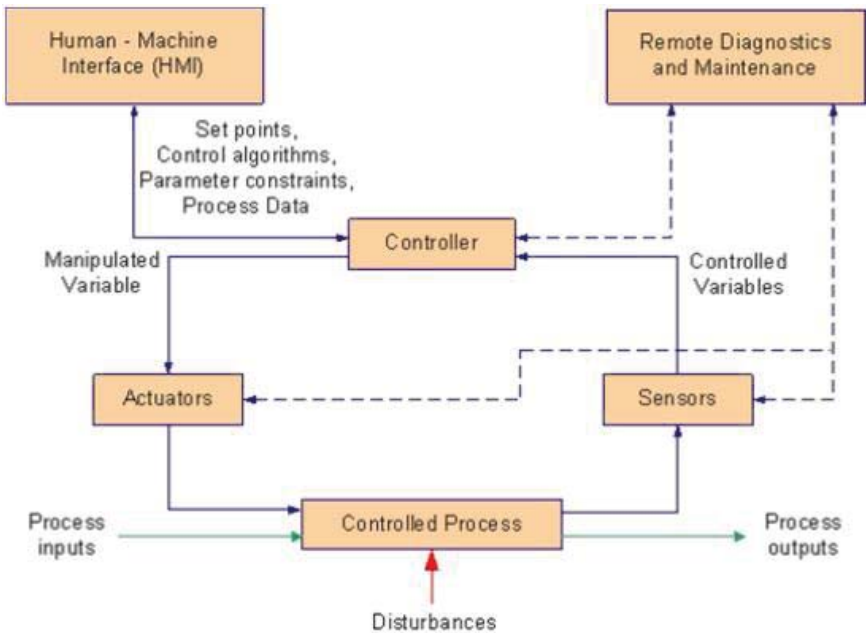 Human - Machine
Interface (HMI)
Remote Diagnostics
and Maintenance
Set points,
Control algorithms,
Parameter constraints,
Process Data
Controller
Manipulated
Variable
Controlled
Variables
Actuators
Sensors
Process
inputs
Controlled Process
Process
outputs
Disturbances